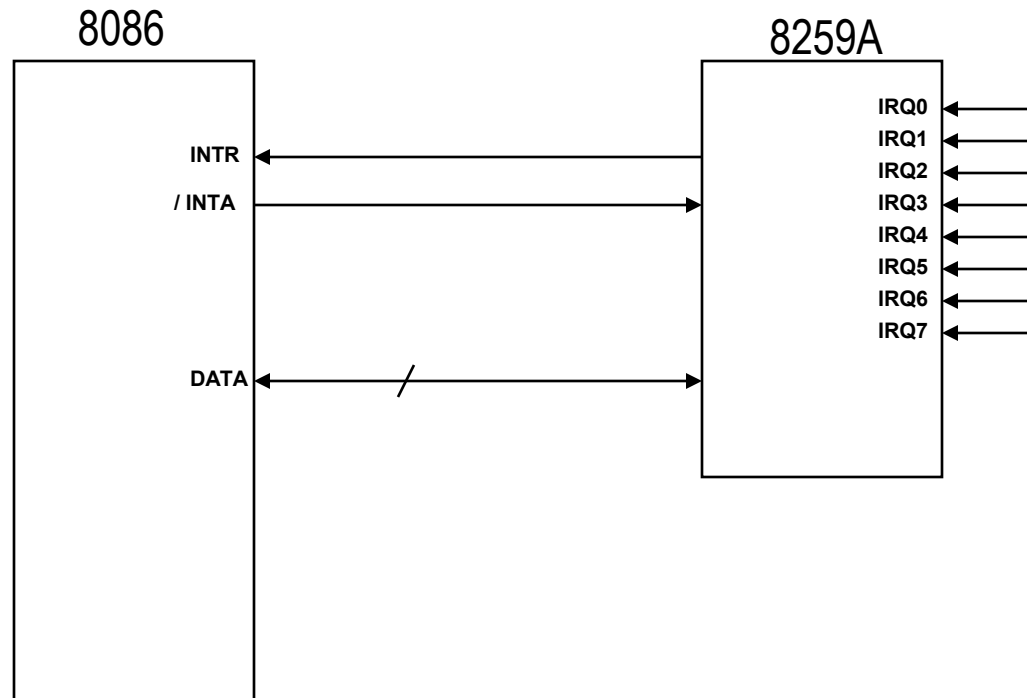 8086
8259A
IRQ0
IRQ1
INTR
IRQ2
/ INTA
IRQ3
IRQ4
IRQ5
IRQ6
IRQ7
DATA